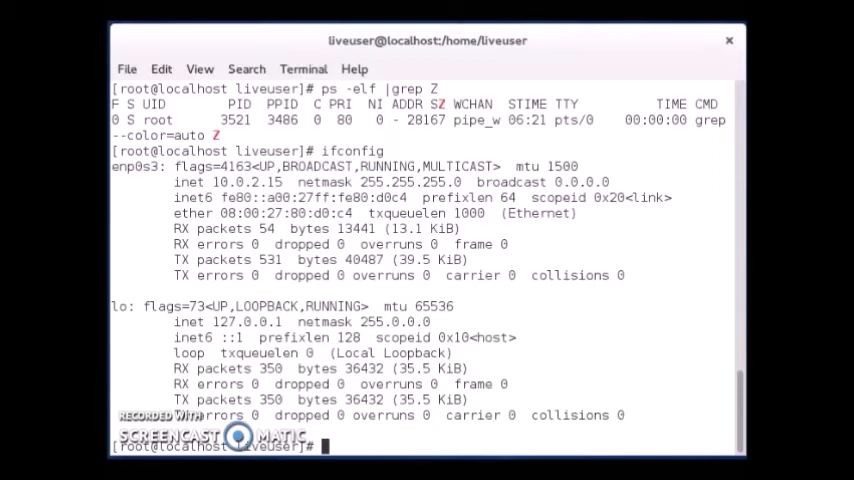 liveuser@localhost:/home/liveuser
File Edit View Search Terminal Help
[root@localhost liveuser]# ps -elf |grep Z
F S UID PID PPID C PRI NI ADDR SZ WCHAN STIME TTY TIME CMD
0 S root 3521 3486 0 80 0 - 28167 pipe_w 06:21 pts/0 00:00:00 grep
--color=auto Z
[root@localhost liveuser]# ifconfig
enp0s3: flags=4163<UP,BROADCAST,RUNNING,MULTICAST> mtu 1500
inet 10.0.2.15 netmask 255.255.255.0 broadcast 0.0.0.0
inet6 fe80::a00:27ff:fe80:d0c4 prefixlen 64 scopeid 0x20<link>
ether 08:00:27:80:d0:c4 txqueuelen 1000 (Ethernet)
RX packets 54 bytes 13441 (13.1 KiB)
RX errors 0 dropped 0 overruns 0 frame 0
TX packets 531 bytes 40487 (39.5 KiB)
TX errors 0 dropped 0 overruns 0 carrier 0 collisions 0
lo: flags=73<UP,LOOPBACK,RUNNING> mtu 65536
inet 127.0.0.1 netmask 255.0.0.0
inet6 ::1 prefixlen 128 scopeid 0x10<host>
loop txqueuelen 0 (Local Loopback)
RX packets 350 bytes 36432 (35.5 KiB)
RX errors 0 dropped 0 overruns 0 frame 0
TX packets 350 bytes 36432 (35.5 KiB)
errors 0 dropped 0 overruns 0 carrier 0 collisions 0
RECORDED WITH
SCREENCAST MATIC
[root@localhost liveuser]#